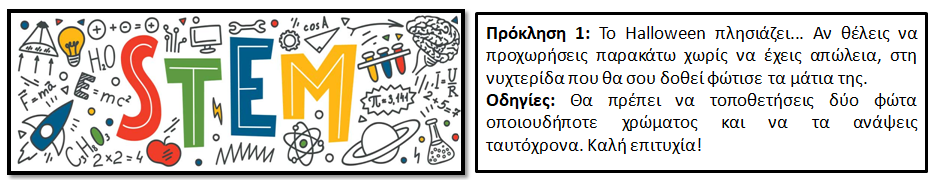 cosA
H₂O
STEM
F=ma
E=mc²
I=U/R
π=3,141
C₃H₅O₃
2×2=4
Πρόκληση 1: Το Halloween πλησιάζει... Αν θέλεις να
προχωρήσεις παρακάτω χωρίς να έχεις απώλεια, στη
νυχτερίδα που θα σου δοθεί φώτισε τα μάτια της.
Οδηγίες: Θα πρέπει να τοποθετήσεις δύο φώτα
οποιουδήποτε χρώματος και να τα ανάψεις
ταυτόχρονα. Καλή επιτυχία!